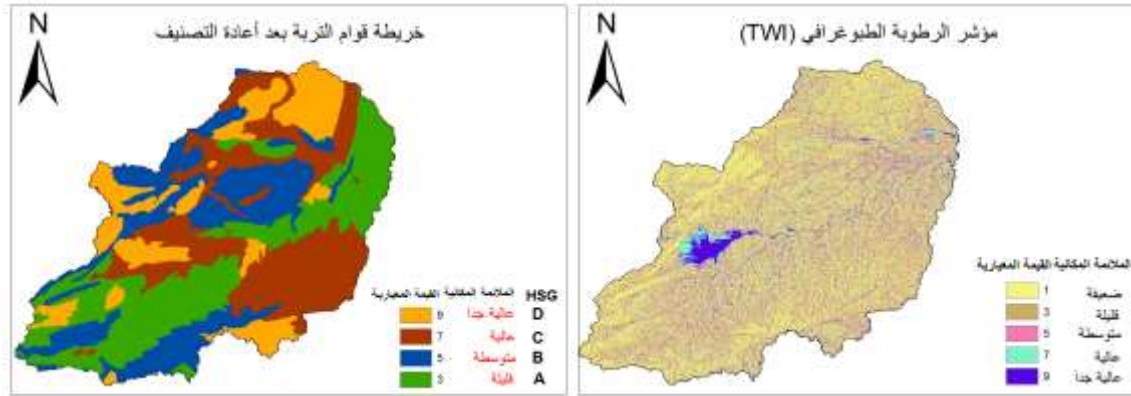 N
خريطة قوام التربة بعد أعادة التصنيف
HSG الملائمة المكانية القيمة المعيارية
D عالية جدا 9
C عالية 7
B متوسطة 5
A قليلة 3
N
مؤشر الرطوبة الطبوغرافي (TWI)
الملائمة المكانية القيمة المعيارية
ضعيفة 1
قليلة 3
متوسطة 5
عالية 7
عالية جداً 9